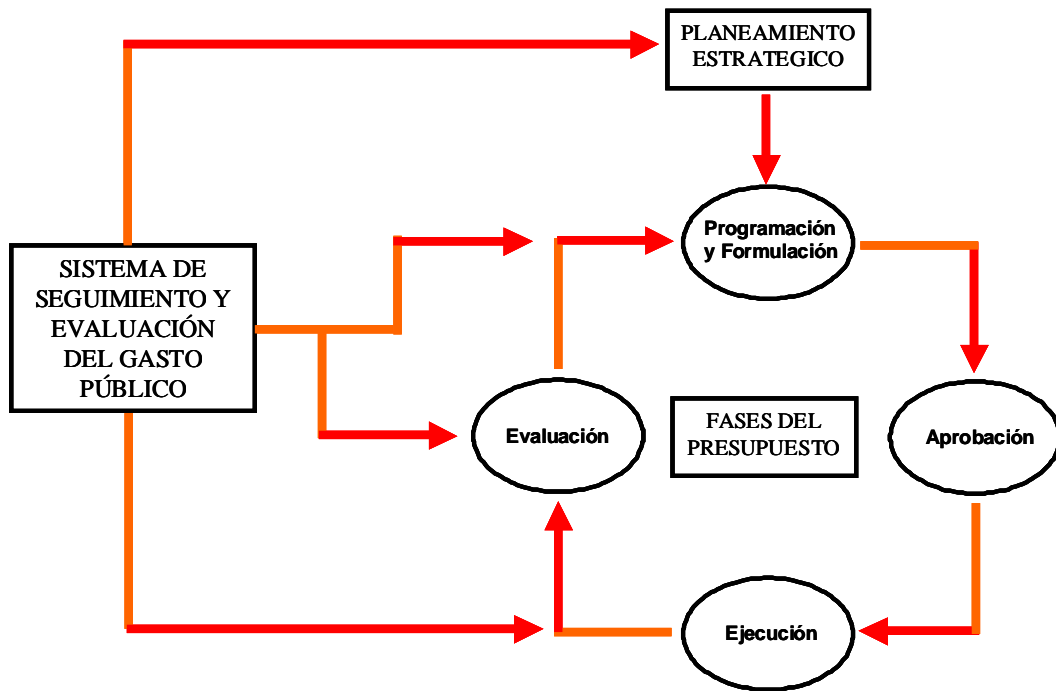 PLANEAMIENTO
ESTRATEGICO
Programación
y Formulación
SISTEMA DE
SEGUIMIENTO Y
EVALUACIÓN
DEL GASTO
PÚBLICO
Evaluación
FASES DEL
PRESUPUESTO
Aprobación
Ejecución